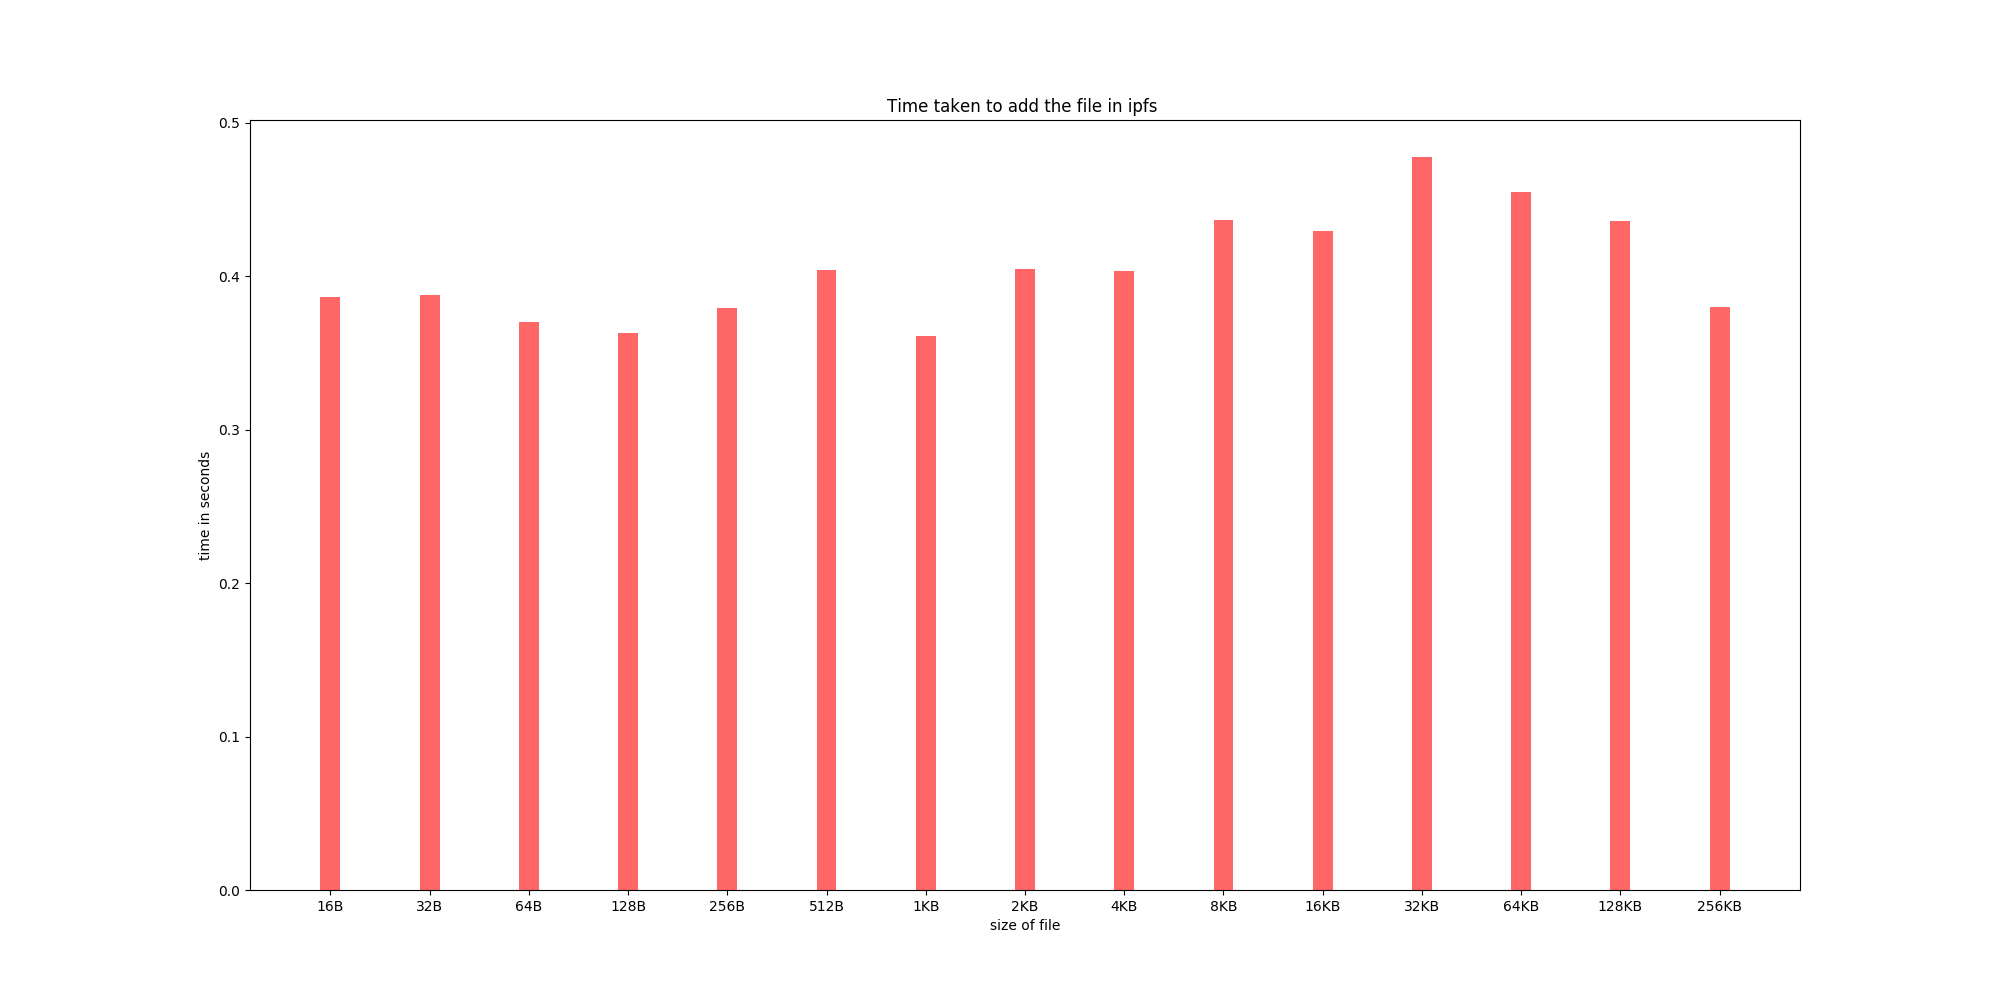 Time taken to add the file in ipfs
0.5
0.4
0.3
0.2
0.1
0.0
time in seconds
16B 32B 64B 128B 256B 512B 1KB 2KB 4KB 8KB 16KB 32KB 64KB 128KB 256KB
size of file